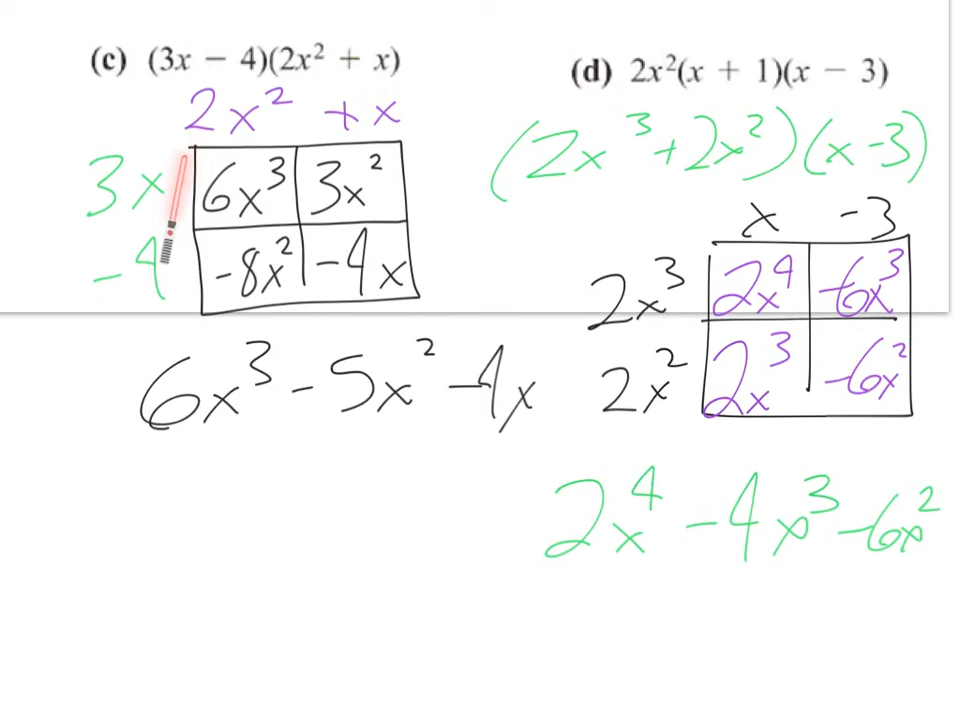 (c) (3x − 4)(2x² + x)
2x² + x
3x 6x³ 3x²
-4 -8x² -4x
6x³ - 5x² - 4x
(d) 2x²(x + 1)(x − 3)
(2x³ + 2x²)(x - 3)
x -3
2x³ 2x⁴ -6x³
2x² 2x³ -6x²
2x⁴ - 4x³ - 6x²